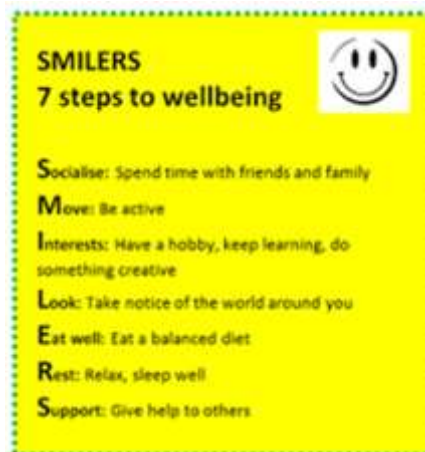 SMILERS
7 steps to wellbeing
Socialise: Spend time with friends and family
Move: Be active
Interests: Have a hobby, keep learning, do
something creative
Look: Take notice of the world around you
Eat well: Eat a balanced diet
Rest: Relax, sleep well
Support: Give help to others